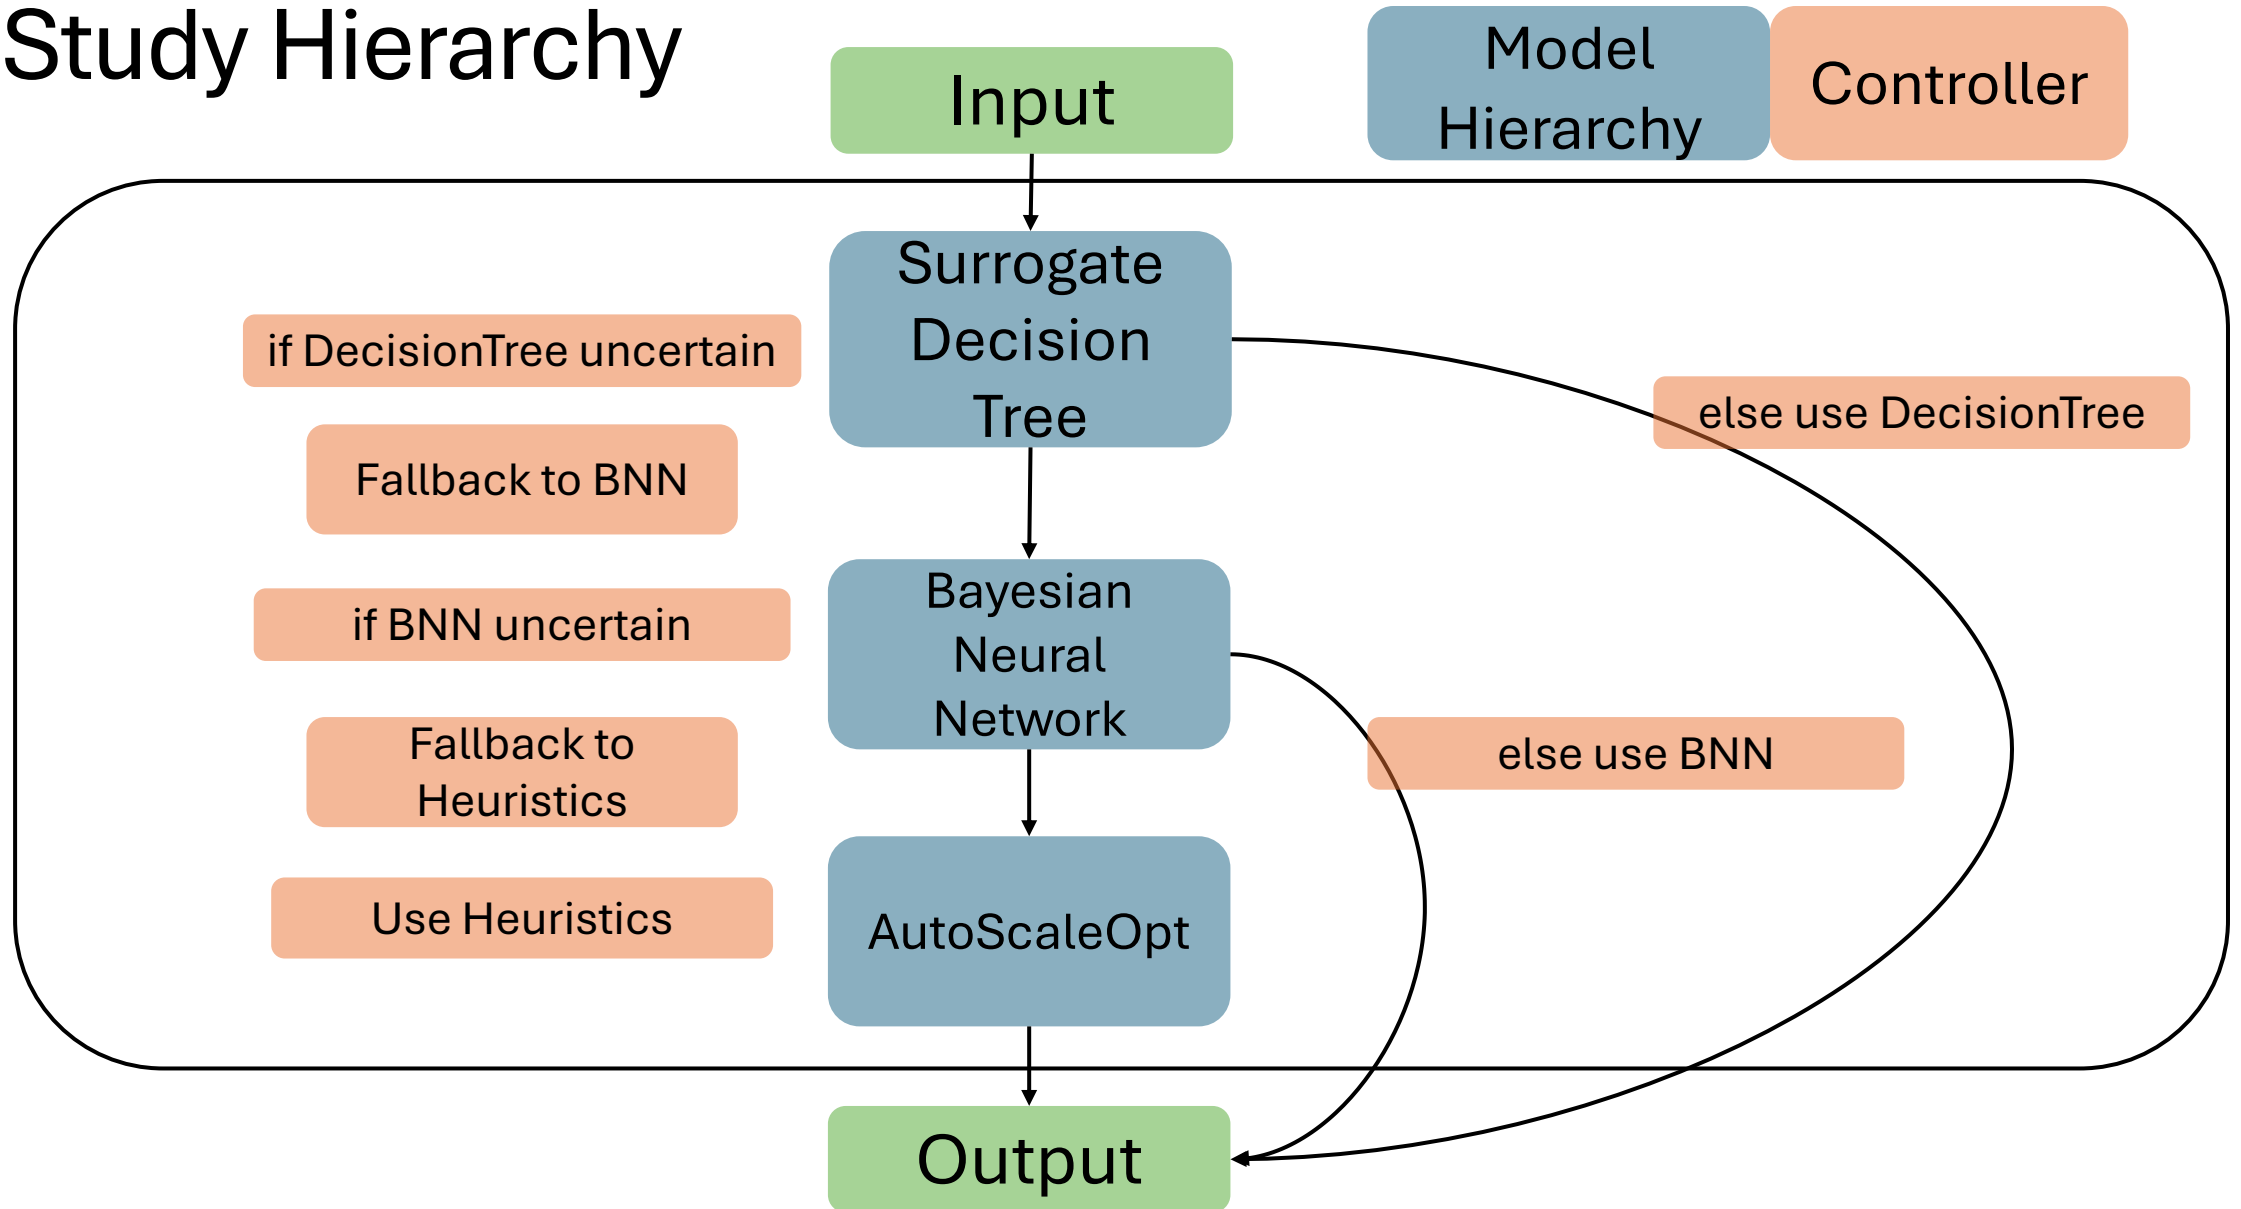 Study Hierarchy
Input
Model
Hierarchy
Controller
Surrogate
Decision
Tree
if DecisionTree uncertain
else use DecisionTree
Fallback to BNN
Bayesian
Neural
Network
if BNN uncertain
else use BNN
Fallback to
Heuristics
Use Heuristics
AutoScaleOpt
Output